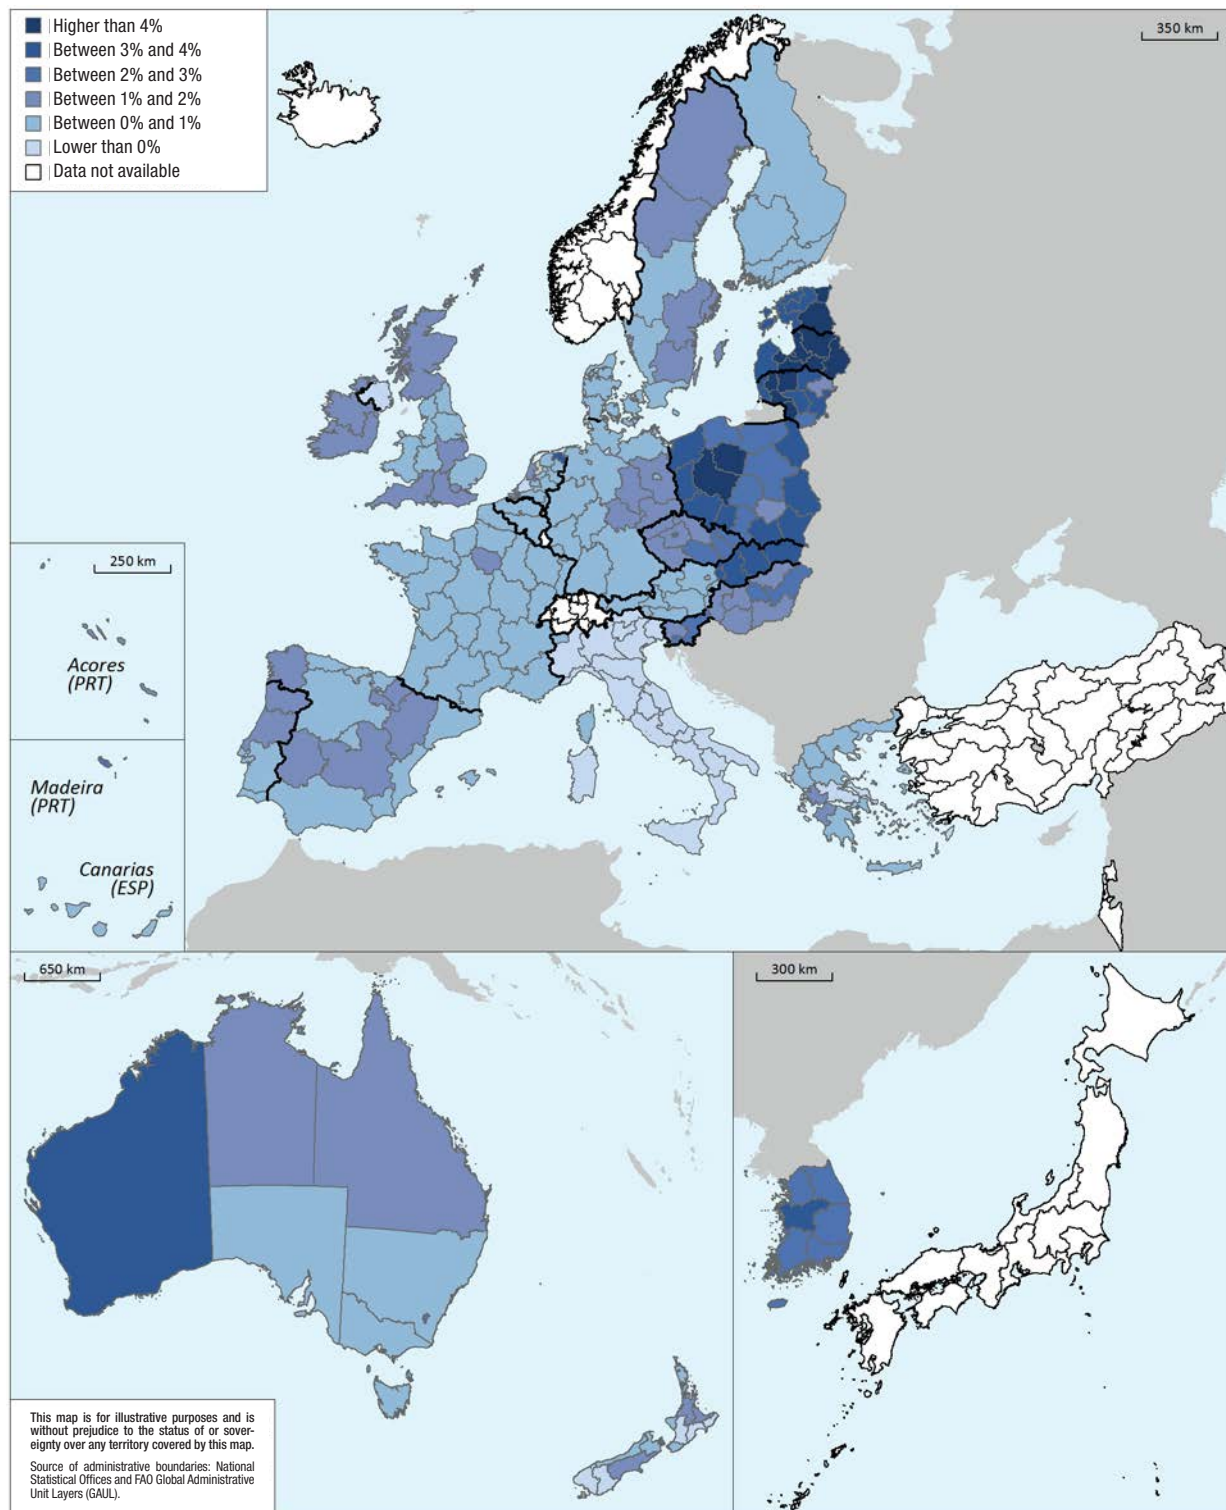 Higher than 4%
Between 3% and 4%
Between 2% and 3%
Between 1% and 2%
Between 0% and 1%
Lower than 0%
Data not available
350 km
250 km
Acores
(PRT)
Madeira
(PRT)
Canarias
(ESP)
650 km
300 km
This map is for illustrative purposes and is
without prejudice to the status of or sover-
eignty over any territory covered by this map.
Source of administrative boundaries: National
Statistical Offices and FAO Global Administrative
Unit Layers (GAUL).